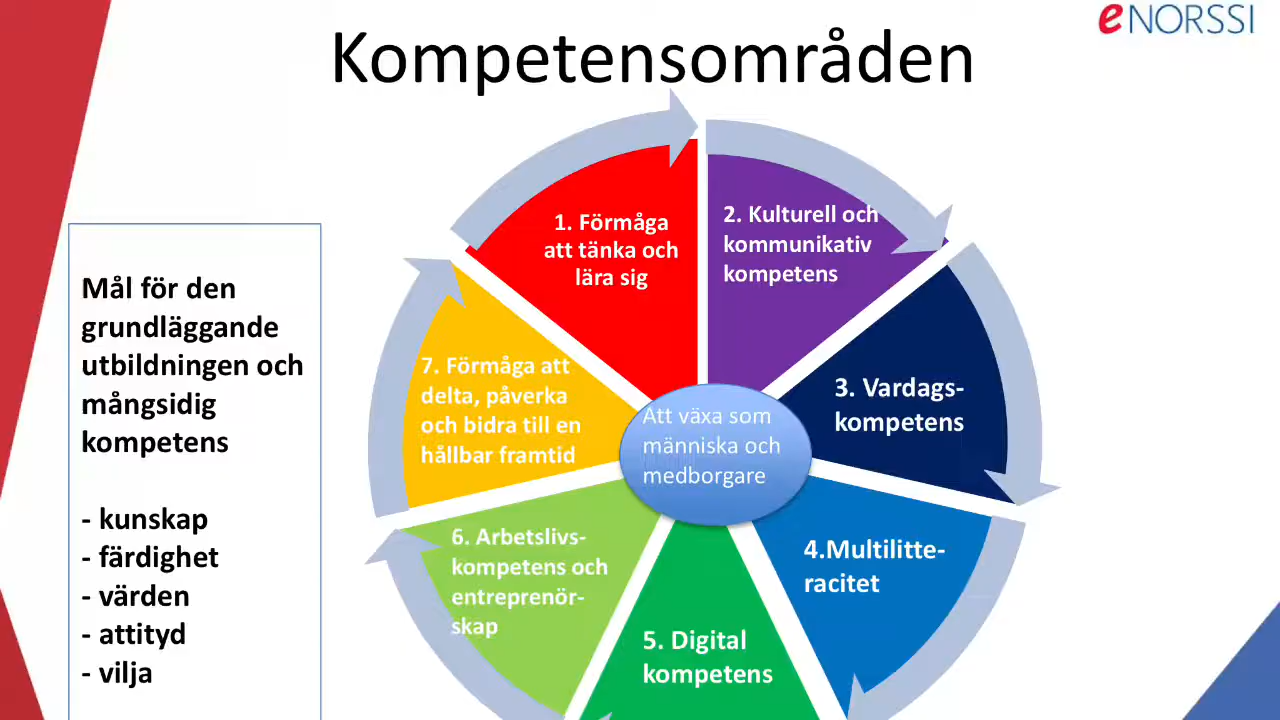 eNORSSI
Kompetensområden
1. Förmåga
att tänka och
lära sig
2. Kulturell och
kommunikativ
kompetens
3. Vardags-
kompetens
4.Multilitte-
racitet
5. Digital
kompetens
6. Arbetslivs-
kompetens och
entreprenör-
skap
7. Förmåga att
delta, påverka
och bidra till en
hållbar framtid
Att växa som
människa och
medborgare
Mål för den
grundläggande
utbildningen och
mångsidig
kompetens
- kunskap
- färdighet
- värden
- attityd
- vilja